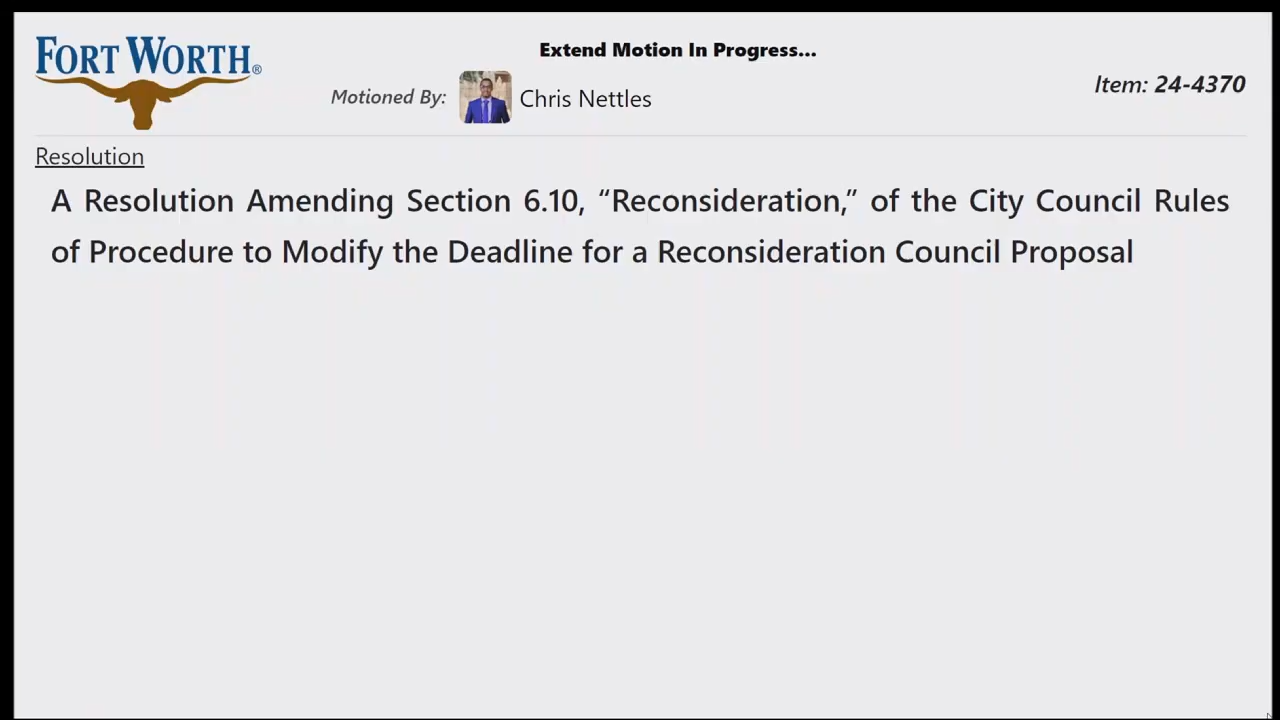 FORT WORTH®
Extend Motion In Progress...
Motioned By: Chris Nettles
Item: 24-4370
Resolution
A Resolution Amending Section 6.10, “Reconsideration,” of the City Council Rules
of Procedure to Modify the Deadline for a Reconsideration Council Proposal